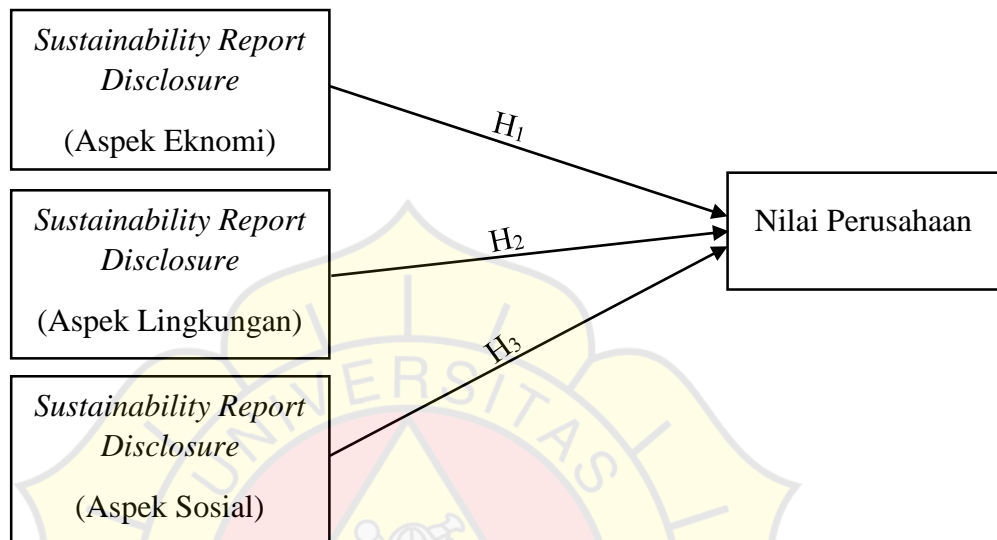 Sustainability Report
Disclosure
(Aspek Eknomi)
H1
Nilai Perusahaan
Sustainability Report
Disclosure
(Aspek Lingkungan)
H2
H3
Sustainability Report
Disclosure
(Aspek Sosial)
UNIVERSITAS